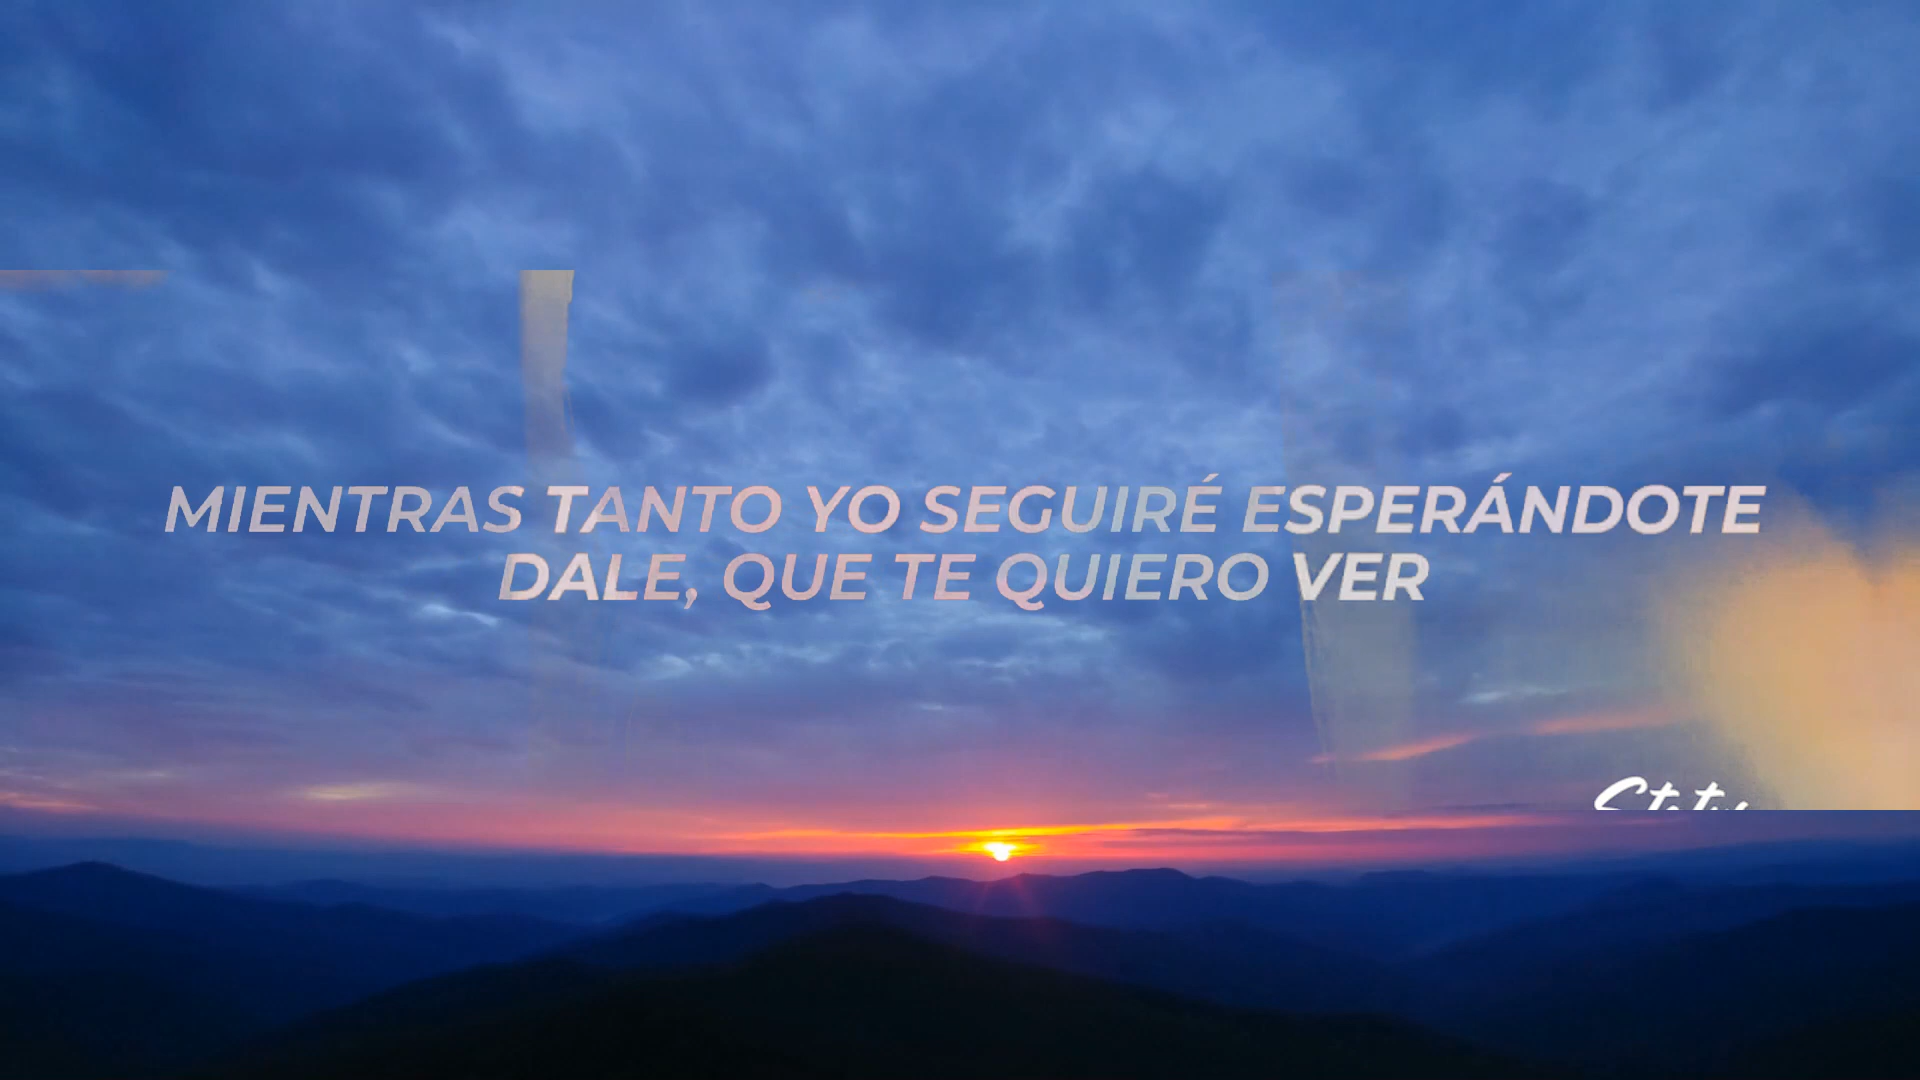 MIENTRAS TANTO YO SEGUIRÉ ESPERÁNDOTE
DALE, QUE TE QUIERO VER